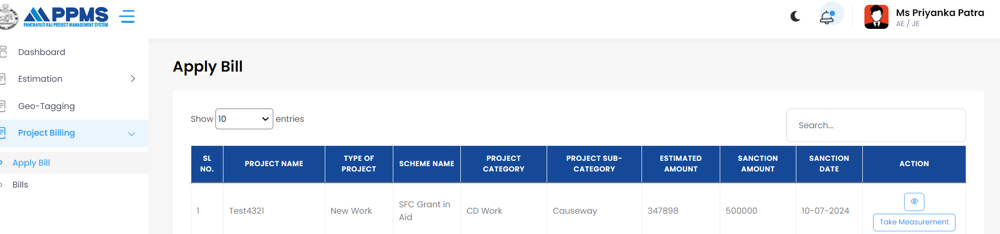 PPMS
PANCHAYATI RAJ PROJECT MANAGEMENT SYSTEM
Ms Priyanka Patra
AE / JE
Dashboard
Estimation
Geo-Tagging
Project Billing
Apply Bill
Bills
Apply Bill
Show 10 entries
Search...
SL NO.
PROJECT NAME
TYPE OF PROJECT
SCHEME NAME
PROJECT CATEGORY
PROJECT SUB-CATEGORY
ESTIMATED AMOUNT
SANCTION AMOUNT
SANCTION DATE
ACTION
1
Test4321
New Work
SFC Grant in Aid
CD Work
Causeway
347898
500000
10-07-2024
Take Measurement